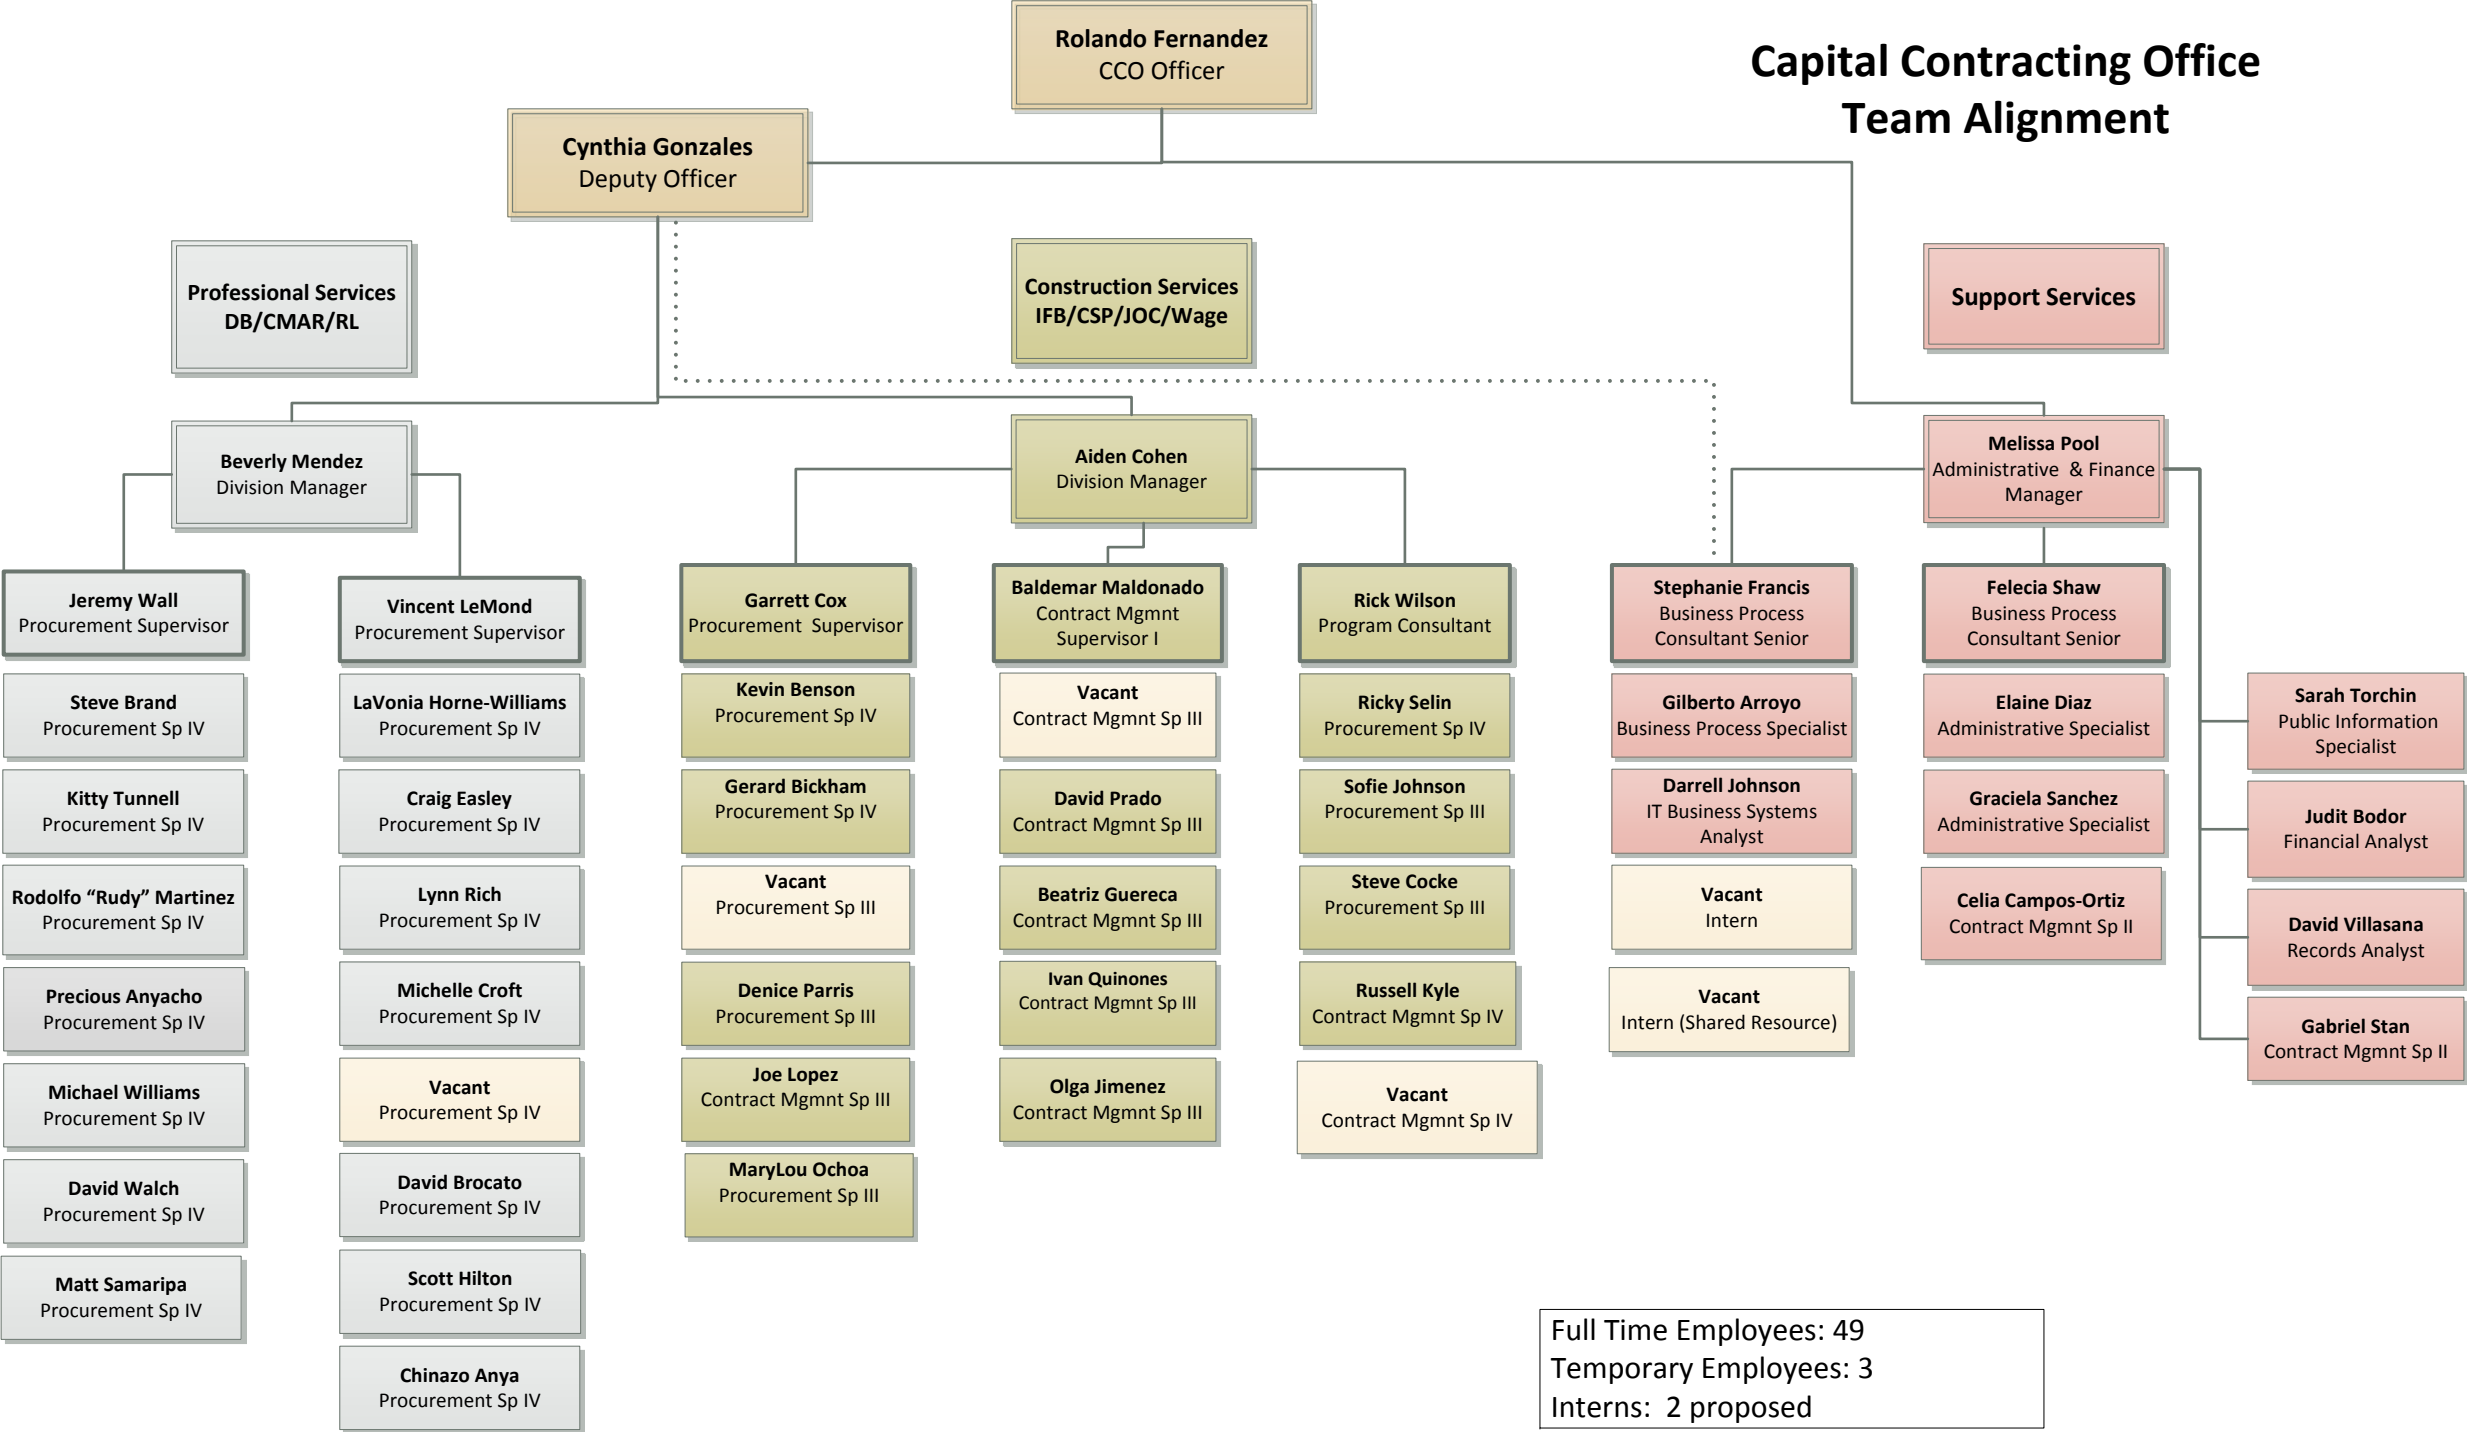 Rolando Fernandez
CCO Officer
Capital Contracting Office
Team Alignment
Cynthia Gonzales
Deputy Officer
Professional Services
DB/CMAR/RL
Construction Services
IFB/CSP/JOC/Wage
Support Services
Beverly Mendez
Division Manager
Aiden Cohen
Division Manager
Melissa Pool
Administrative & Finance
Manager
Jeremy Wall
Procurement Supervisor
Steve Brand
Procurement Sp IV
Kitty Tunnell
Procurement Sp IV
Rodolfo “Rudy” Martinez
Procurement Sp IV
Precious Anyacho
Procurement Sp IV
Michael Williams
Procurement Sp IV
David Walch
Procurement Sp IV
Matt Samaripa
Procurement Sp IV
Vincent LeMond
Procurement Supervisor
LaVonia Horne-Williams
Procurement Sp IV
Craig Easley
Procurement Sp IV
Lynn Rich
Procurement Sp IV
Michelle Croft
Procurement Sp IV
Vacant
Procurement Sp IV
David Brocato
Procurement Sp IV
Scott Hilton
Procurement Sp IV
Chinazo Anya
Procurement Sp IV
Garrett Cox
Procurement Supervisor
Kevin Benson
Procurement Sp IV
Gerard Bickham
Procurement Sp IV
Vacant
Procurement Sp III
Denice Parris
Procurement Sp III
Joe Lopez
Contract Mgmnt Sp III
MaryLou Ochoa
Procurement Sp III
Baldemar Maldonado
Contract Mgmnt
Supervisor I
Vacant
Contract Mgmnt Sp III
David Prado
Contract Mgmnt Sp III
Beatriz Guereca
Contract Mgmnt Sp III
Ivan Quinones
Contract Mgmnt Sp III
Olga Jimenez
Contract Mgmnt Sp III
Rick Wilson
Program Consultant
Ricky Selin
Procurement Sp IV
Sofie Johnson
Procurement Sp III
Steve Cocke
Procurement Sp III
Russell Kyle
Contract Mgmnt Sp IV
Vacant
Contract Mgmnt Sp IV
Stephanie Francis
Business Process
Consultant Senior
Gilberto Arroyo
Business Process Specialist
Darrell Johnson
IT Business Systems
Analyst
Vacant
Intern
Vacant
Intern (Shared Resource)
Felecia Shaw
Business Process
Consultant Senior
Elaine Diaz
Administrative Specialist
Graciela Sanchez
Administrative Specialist
Celia Campos-Ortiz
Contract Mgmnt Sp II
Sarah Torchin
Public Information
Specialist
Judit Bodor
Financial Analyst
David Villasana
Records Analyst
Gabriel Stan
Contract Mgmnt Sp II
Full Time Employees: 49
Temporary Employees: 3
Interns: 2 proposed